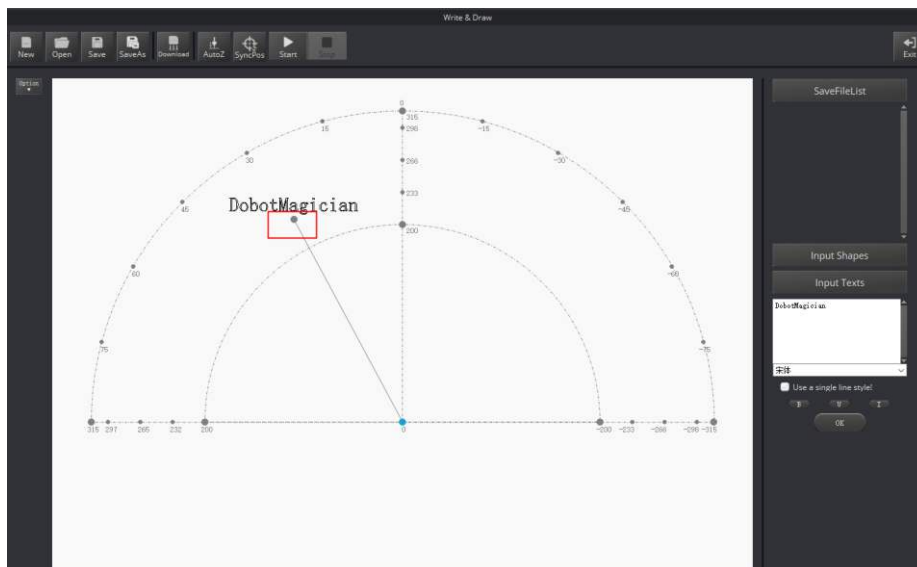 Write & Draw
New Open Save SaveAs Download AutoZ SyncPos Start Exit
Option
SaveFileList
0
315
15 298 -15
30 266 -30
DobotMagician 233
45 -45
200
Input Shapes
60 -60
Input Texts
DobotMagician
75 -75
宋体
Use a single line style!
B U I
315 297 265 232 200 0 -200 -233 -266 -298 -315
OK